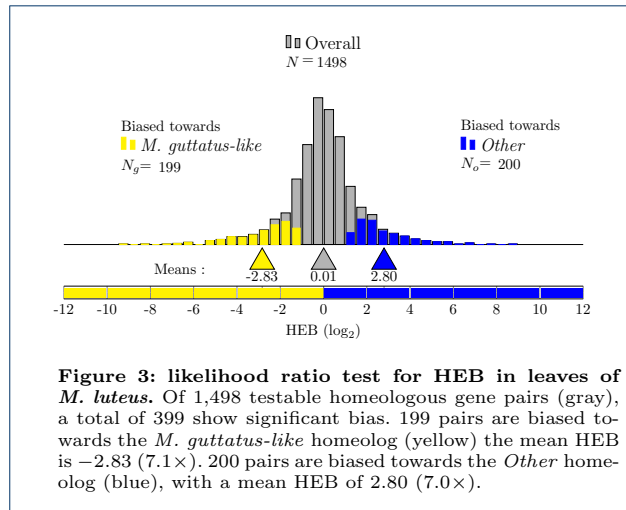 Overall
N = 1498
Biased towards
M. guttatus-like
N_g= 199
Biased towards
Other
N_o= 200
Means :
-2.83 0.01 2.80
-12 -10 -8 -6 -4 -2 0 2 4 6 8 10 12
HEB (log₂)
Figure 3: likelihood ratio test for HEB in leaves of
M. luteus. Of 1,498 testable homeologous gene pairs (gray),
a total of 399 show significant bias. 199 pairs are biased to-
wards the M. guttatus-like homeolog (yellow) the mean HEB
is −2.83 (7.1×). 200 pairs are biased towards the Other home-
olog (blue), with a mean HEB of 2.80 (7.0×).